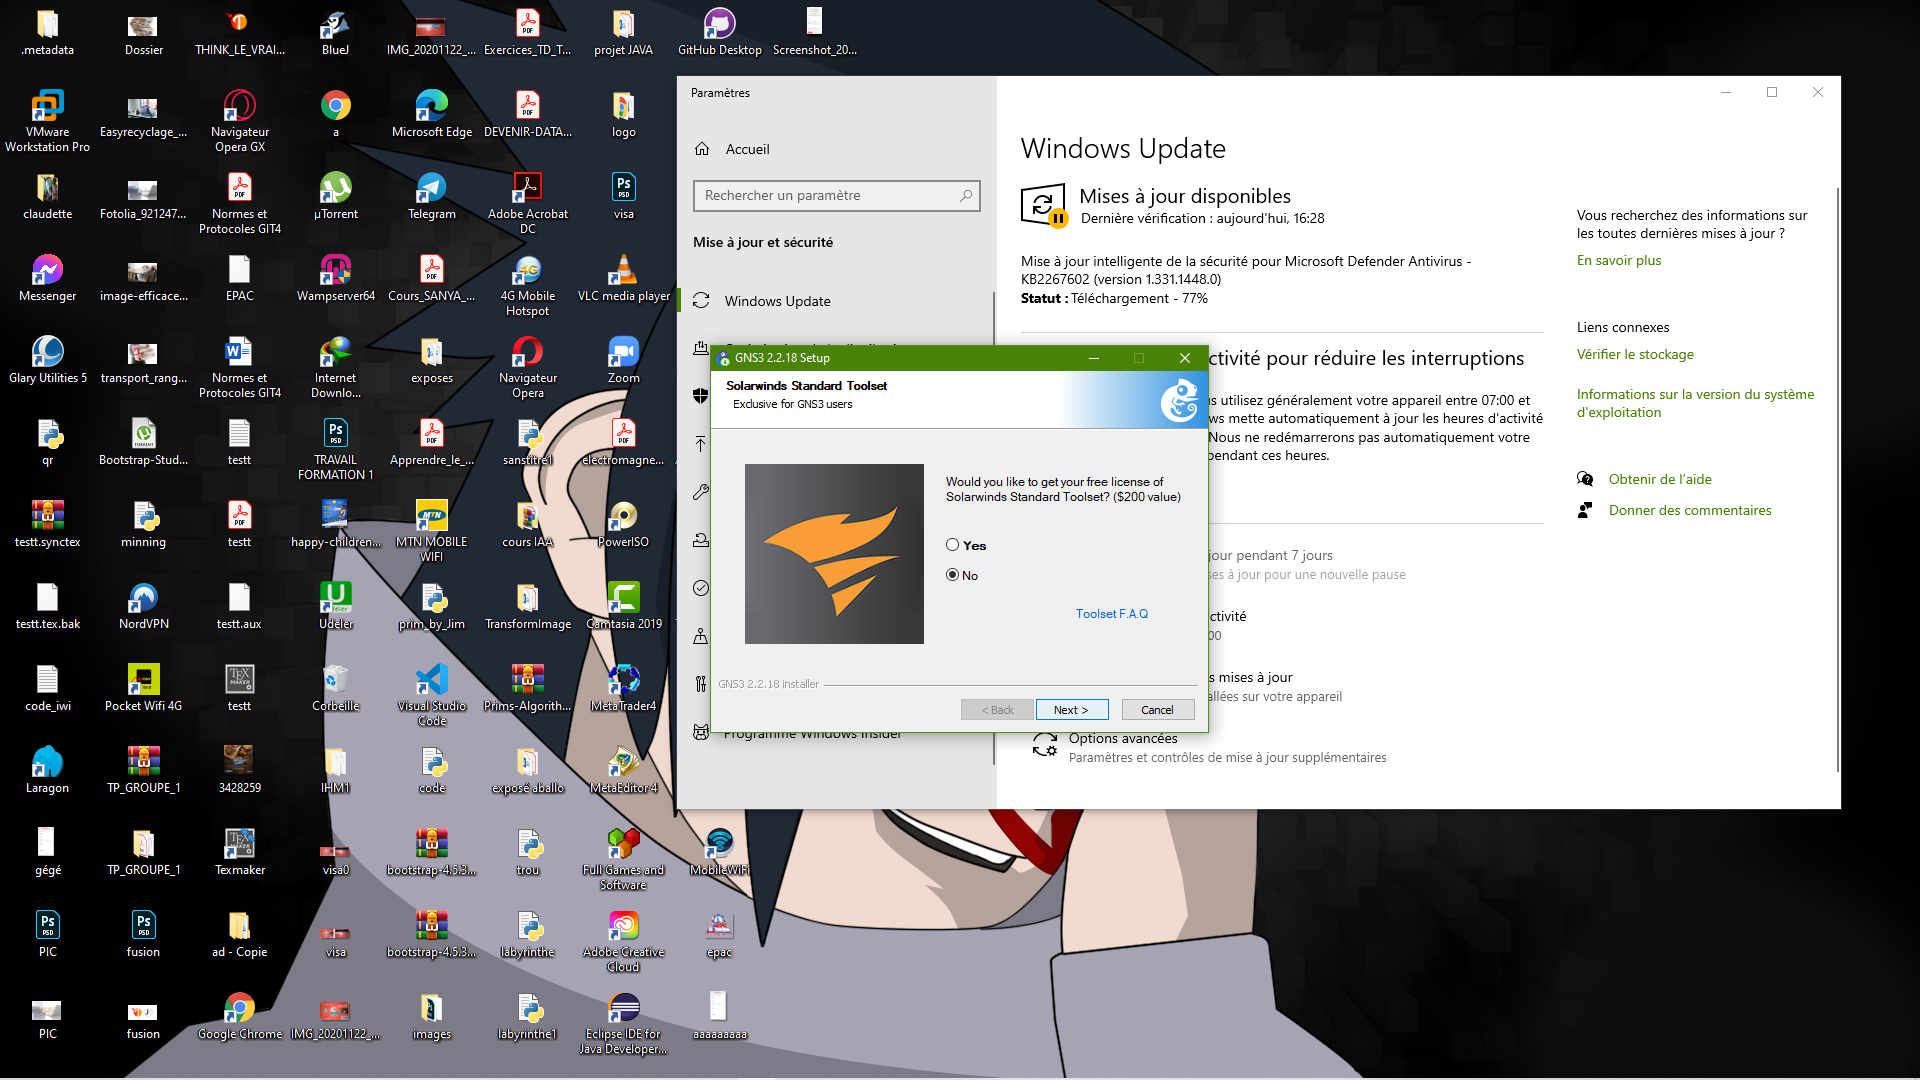 .metadata
Dossier
THINK_LE_VRAI...
BlueJ
IMG_20201122_...
Exercices_TD_T...
projet JAVA
GitHub Desktop
Screenshot_20...
VMware
Workstation Pro
Easyrecyclage_...
Navigateur
Opera GX
a
Microsoft Edge
DEVENIR-DATA...
logo
claudette
Fotolia_921247...
Normes et
Protocoles GIT4
µTorrent
Telegram
Adobe Acrobat
DC
visa
Messenger
image-efficace...
EPAC
Wampserver64
Cours_SANYA_...
4G Mobile
Hotspot
VLC media player
Glary Utilities 5
transport_rang...
Normes et
Protocoles GIT4
Internet
Downlo...
exposes
Navigateur
Opera
Zoom
qr
Bootstrap-Stud...
testt
TRAVAIL
FORMATION 1
Apprendre_le_...
sanstitre1
electromagne...
testt.synctex
minning
testt
happy-children...
MTN MOBILE
WIFI
cours IAA
PowerISO
testt.tex.bak
NordVPN
testt.aux
Udeler
prim_by_Jim
TransformImage
Camtasia 2019
code_iwi
Pocket Wifi 4G
testt
Corbeille
Visual Studio
Code
Prims-Algorith...
MetaTrader4
Laragon
TP_GROUPE_1
3428259
IHM1
code
exposé aballo
MetaEditor 4
gégé
TP_GROUPE_1
Texmaker
visa0
bootstrap-4.5.3...
trou
Full Games and
Software
MobileWiFi
PIC
fusion
ad - Copie
visa
bootstrap-4.5.3...
labyrinthe
Adobe Creative
Cloud
epac
PIC
fusion
Google Chrome
IMG_20201122_...
images
labyrinthe1
Eclipse IDE for
Java Developer...
aaaaaaaaa
Paramètres
Accueil
Rechercher un paramètre
Mise à jour et sécurité
Windows Update
Programme Windows Insider
Windows Update
Mises à jour disponibles
Dernière vérification : aujourd'hui, 16:28
Mise à jour intelligente de la sécurité pour Microsoft Defender Antivirus -
KB2267602 (version 1.331.1448.0)
Statut : Téléchargement - 77%
ctivité pour réduire les interruptions
us utilisez généralement votre appareil entre 07:00 et
ws mette automatiquement à jour les heures d'activité
Nous ne redémarrerons pas automatiquement votre
pendant ces heures.
jour pendant 7 jours
ses à jour pour une nouvelle pause
ctivité
00
s mises à jour
allées sur votre appareil
Options avancées
Paramètres et contrôles de mise à jour supplémentaires
Vous recherchez des informations sur
les toutes dernières mises à jour ?
En savoir plus
Liens connexes
Vérifier le stockage
Informations sur la version du système
d'exploitation
Obtenir de l'aide
Donner des commentaires
GNS3 2.2.18 Setup
Solarwinds Standard Toolset
Exclusive for GNS3 users
Would you like to get your free license of
Solarwinds Standard Toolset? ($200 value)
Yes
No
Toolset F.A.Q
GNS3 2.2.18 installer
< Back
Next >
Cancel